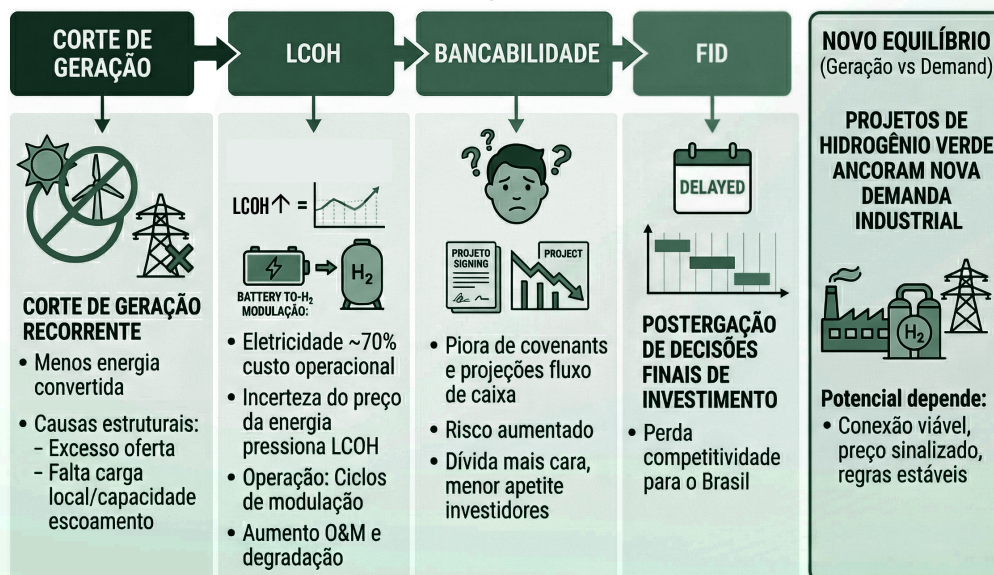 CORTE DE
GERAÇÃO
LCOH
BANCABILIDADE
FID
NOVO EQUILÍBRIO
(Geração vs Demand)
CORTE DE GERAÇÃO
RECORRENTE
• Menos energia
convertida
• Causas estruturais:
– Excesso oferta
– Falta carga
local/capacidade
escoamento
LCOH↑ =
H₂
BATTERY TO-H₂
MODULAÇÃO:
• Eletricidade ~70%
custo operacional
• Incerteza do preço
da energia
pressiona LCOH
• Operação: Ciclos
de modulação
• Aumento O&M e
degradação
? ? ? ?
PROJETO
SIGNING
PROJECT
• Piora de covenants
e projeções fluxo
de caixa
• Risco aumentado
• Dívida mais cara,
menor apetite
investidores
DELAYED
POSTERGAÇÃO
DE DECISÕES
FINAIS DE
INVESTIMENTO
• Perda
competitividade
para o Brasil
PROJETOS DE
HIDROGÊNIO VERDE
ANCORAM NOVA
DEMANDA
INDUSTRIAL
H₂
Potencial depende:
• Conexão viável,
preço sinalizado,
regras estáveis